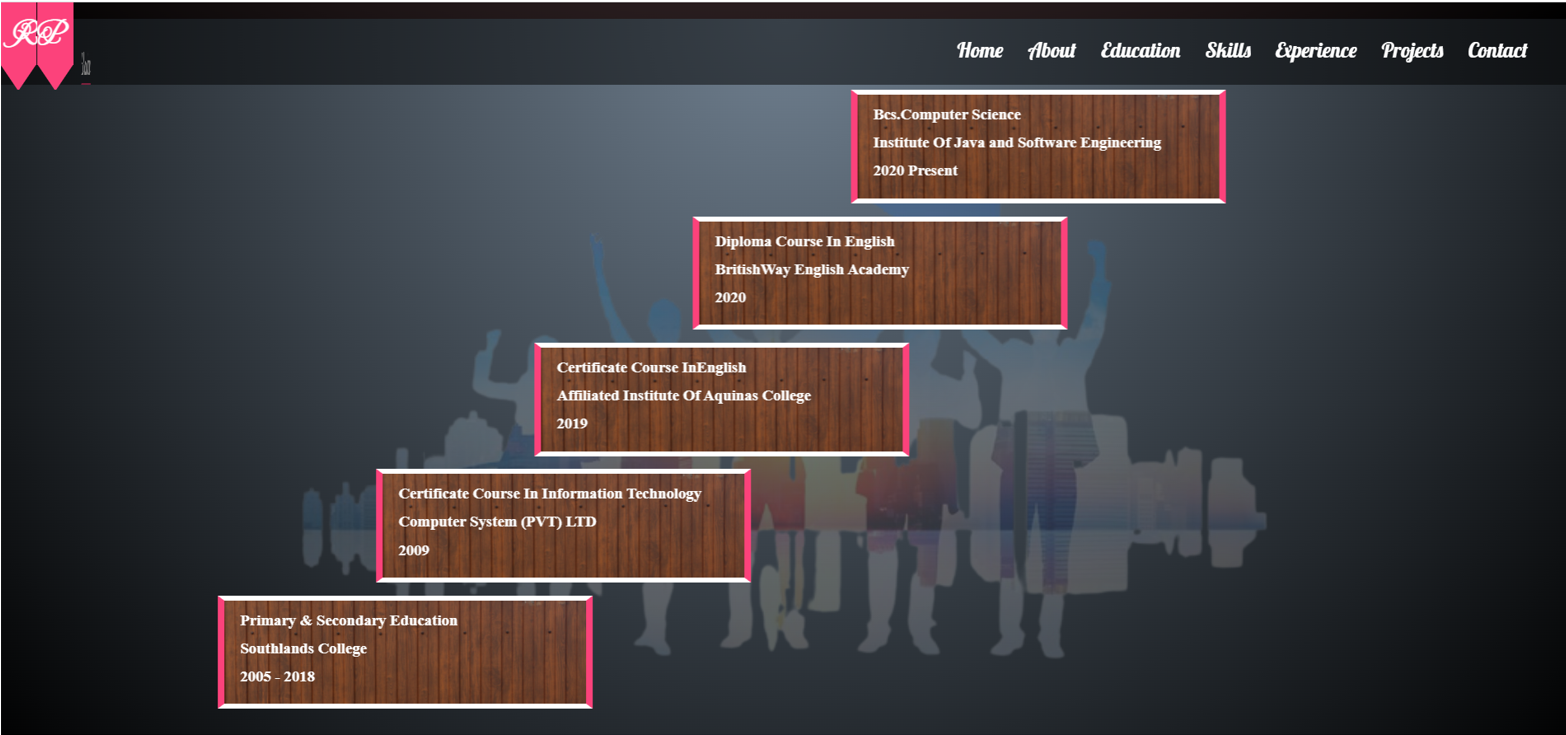 RP
Home About Education Skills Experience Projects Contact
Bcs.Computer Science
Institute Of Java and Software Engineering
2020 Present
Diploma Course In English
BritishWay English Academy
2020
Certificate Course InEnglish
Affiliated Institute Of Aquinas College
2019
Certificate Course In Information Technology
Computer System (PVT) LTD
2009
Primary & Secondary Education
Southlands College
2005 - 2018